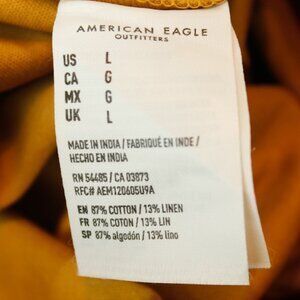 AMERICAN EAGLE
OUTFITTERS
US L
CA G
MX G
UK L
MADE IN INDIA / FABRIQUÉ EN INDE /
HECHO EN INDIA
RN 54485 / CA 03873
RFC# AEM120605U9A
EN 87% COTTON / 13% LINEN
FR 87% COTON / 13% LIN
SP 87% algodón / 13% lino